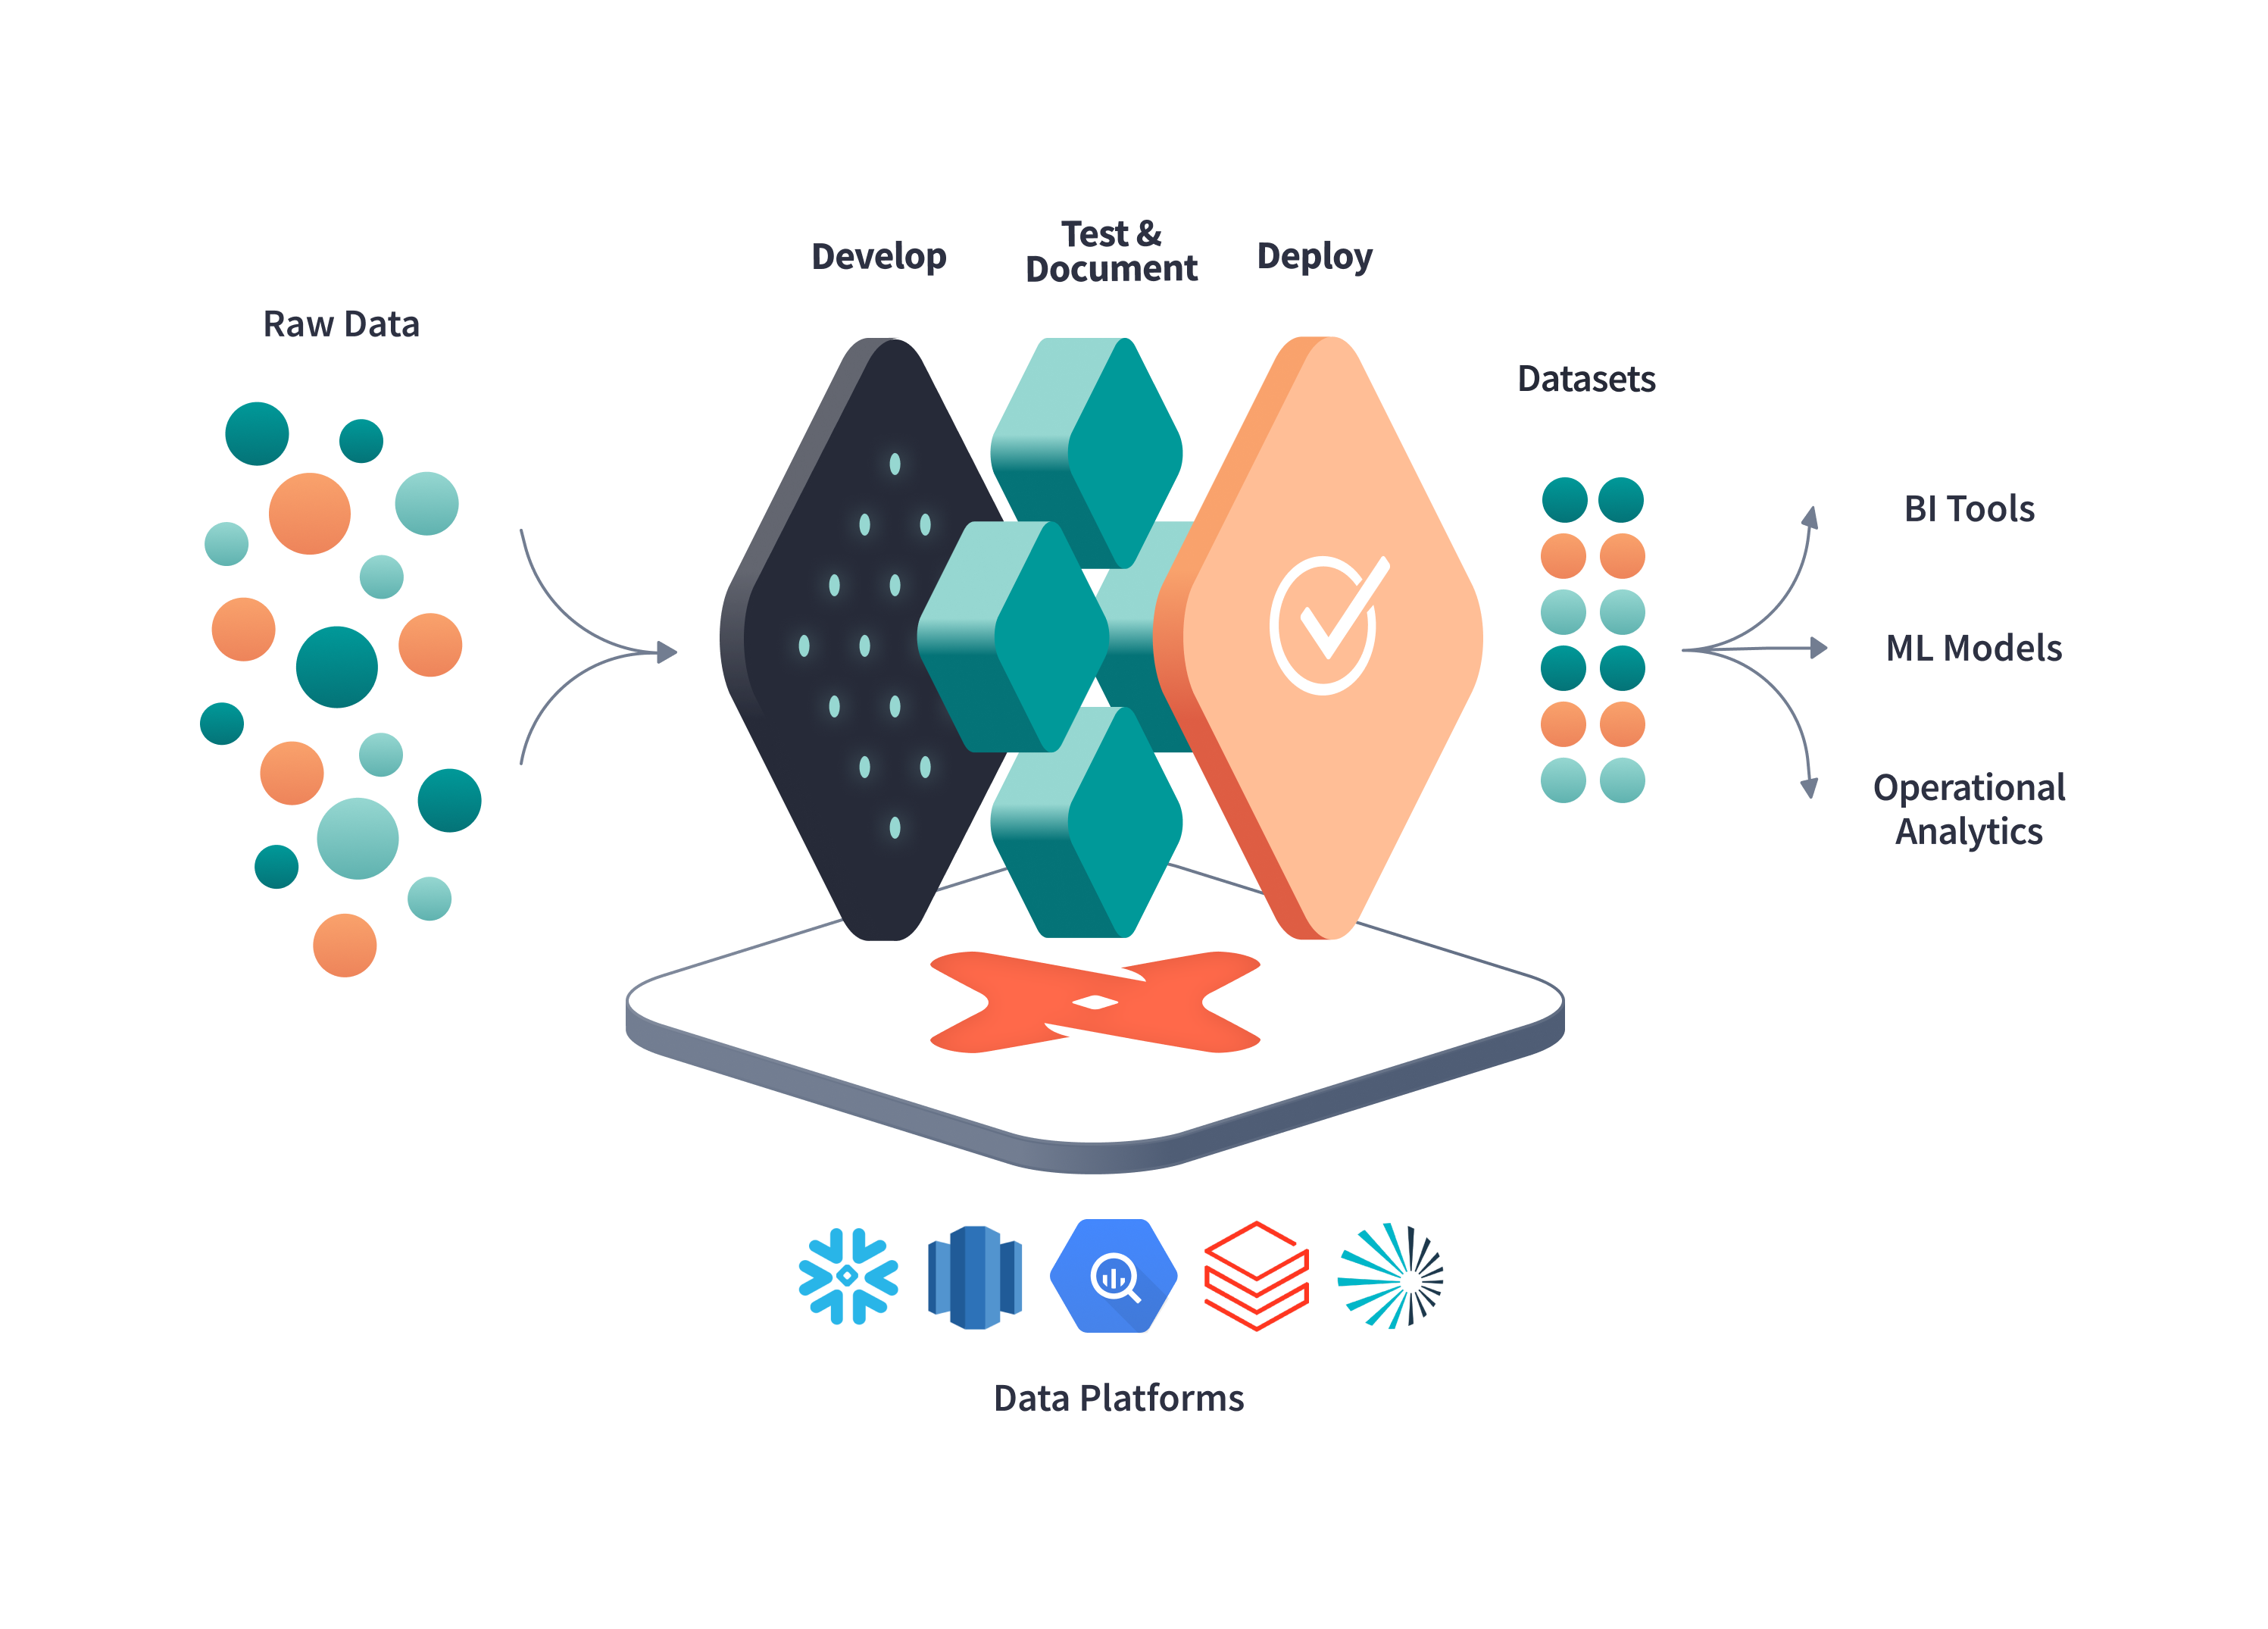 Raw Data
Develop
Test &
Document
Deploy
Datasets
BI Tools
ML Models
Operational
Analytics
Data Platforms